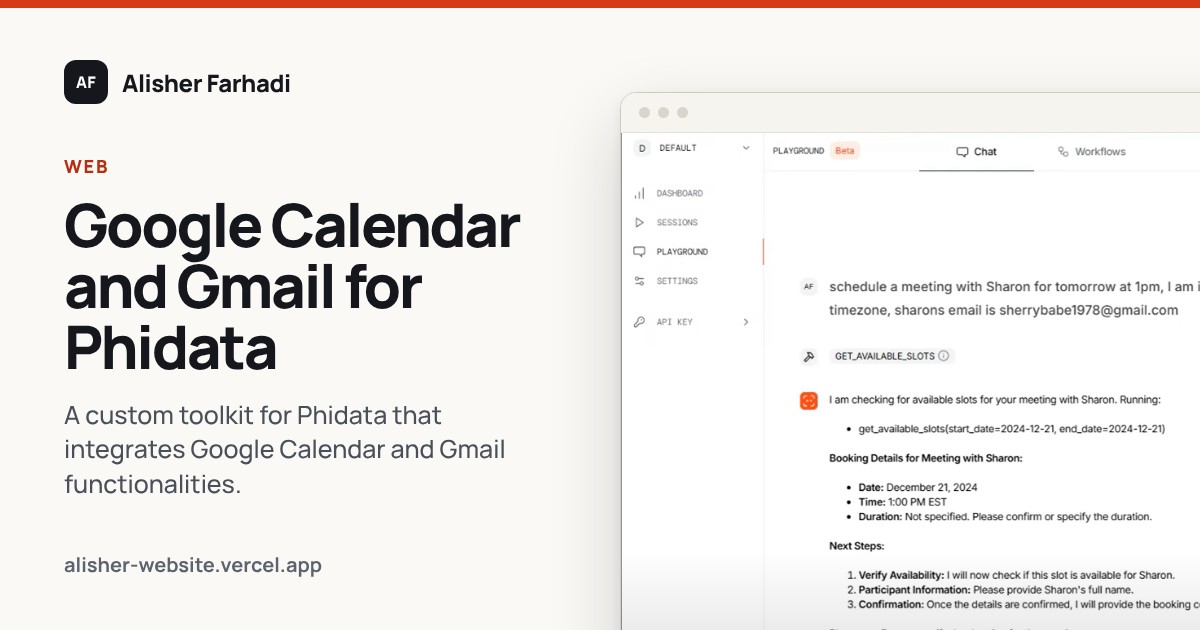 AF
Alisher Farhadi
WEB
Google Calendar
and Gmail for
Phidata
A custom toolkit for Phidata that
integrates Google Calendar and Gmail
functionalities.
alisher-website.vercel.app
D DEFAULT
DASHBOARD
SESSIONS
PLAYGROUND
SETTINGS
API KEY
PLAYGROUND Beta
Chat
Workflows
AF
schedule a meeting with Sharon for tomorrow at 1pm, I am
timezone, sharons email is sherrybabe1978@gmail.com
GET_AVAILABLE_SLOTS
I am checking for available slots for your meeting with Sharon. Running:
• get_available_slots(start_date=2024-12-21, end_date=2024-12-21)
Booking Details for Meeting with Sharon:
• Date: December 21, 2024
• Time: 1:00 PM EST
• Duration: Not specified. Please confirm or specify the duration.
Next Steps:
1. Verify Availability: I will now check if this slot is available for Sharon.
2. Participant Information: Please provide Sharon's full name.
3. Confirmation: Once the details are confirmed, I will provide the booking